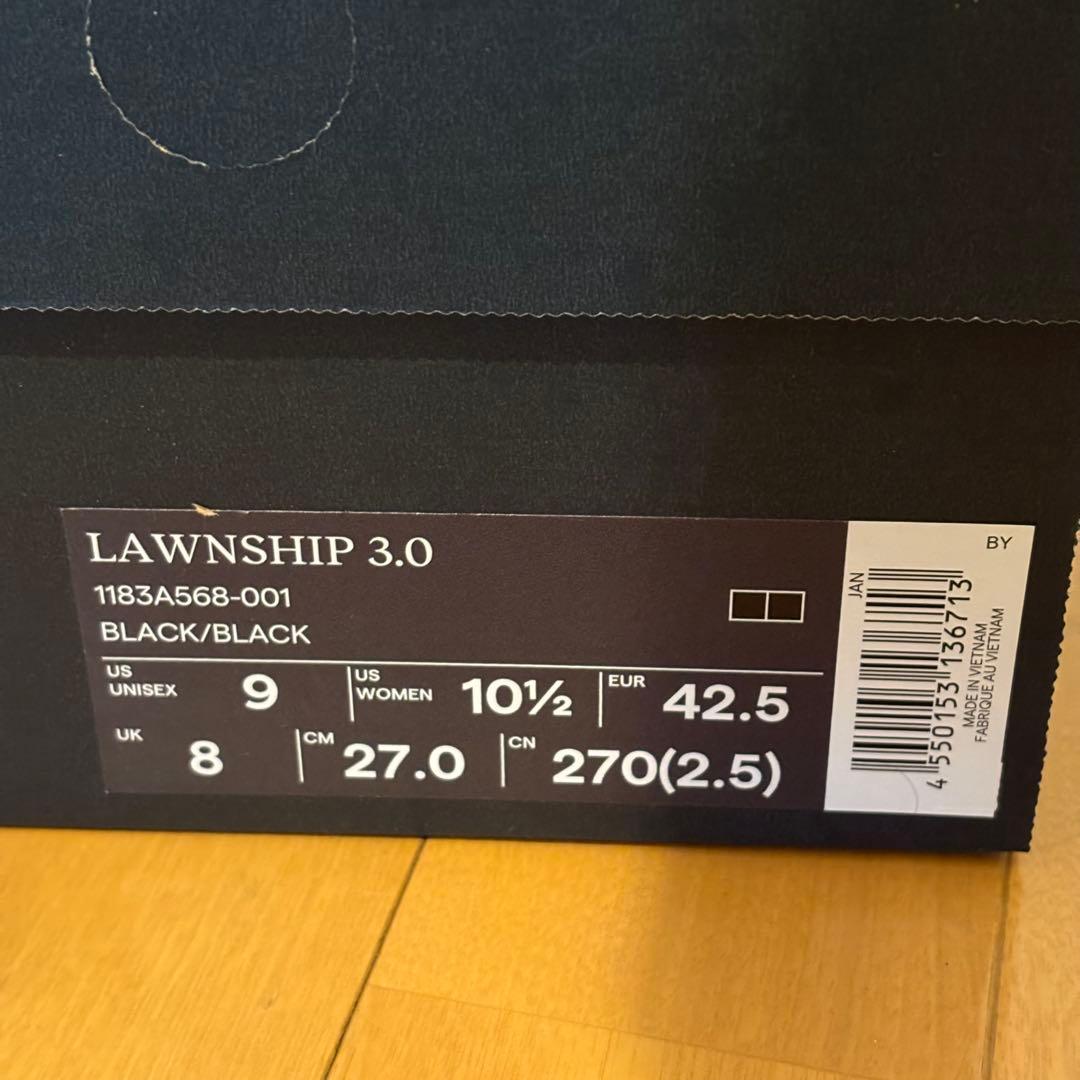 LAWNSHIP 3.0
1183A568-001
BLACK/BLACK
US UNISEX 9 US WOMEN 10½ EUR 42.5
UK 8 CM 27.0 CN 270(2.5)
BY
JAN
4 550153 136713
MADE IN VIETNAM
FABRIQUE AU VIETNAM